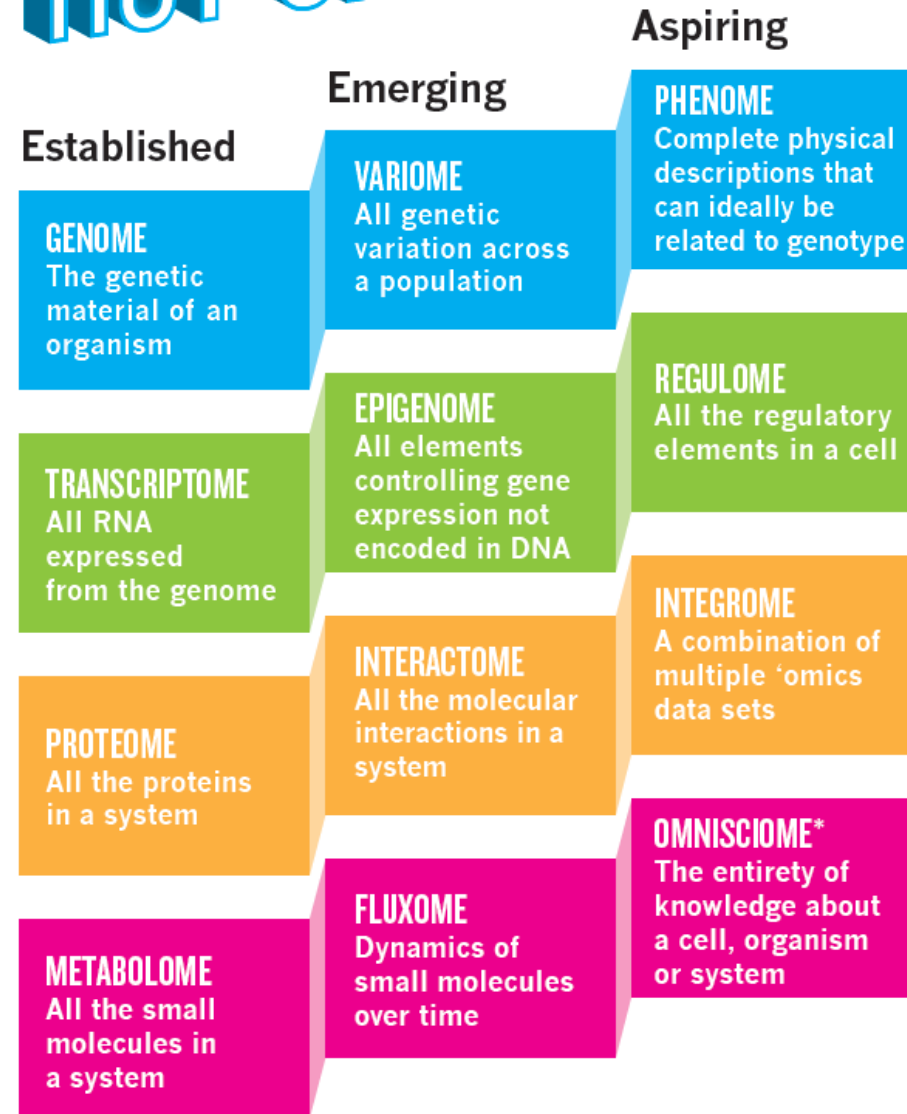 Established
GENOME
The genetic
material of an
organism
TRANSCRIPTOME
All RNA
expressed
from the genome
PROTEOME
All the proteins
in a system
METABOLOME
All the small
molecules in
a system
Emerging
VARIOME
All genetic
variation across
a population
EPIGENOME
All elements
controlling gene
expression not
encoded in DNA
INTERACTOME
All the molecular
interactions in a
system
FLUXOME
Dynamics of
small molecules
over time
Aspiring
PHENOME
Complete physical
descriptions that
can ideally be
related to genotype
REGULOME
All the regulatory
elements in a cell
INTEGROME
A combination of
multiple ‘omics
data sets
OMNISCIOME*
The entirety of
knowledge about
a cell, organism
or system